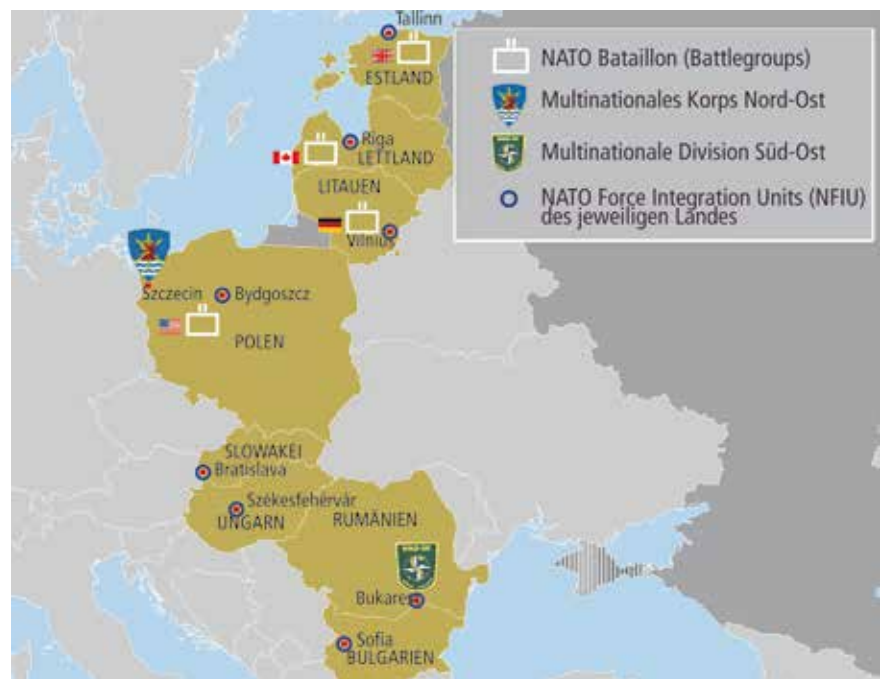 Tallinn
ESTLAND
Riga
LETTLAND
LITAUEN
Vilnius
Szczecin
Bydgoszcz
POLEN
SLOWAKEI
Bratislava
Székesfehérvár
UNGARN
RUMÄNIEN
Bukarest
Sofia
BULGARIEN
NATO Bataillon (Battlegroups)
Multinationales Korps Nord-Ost
Multinationale Division Süd-Ost
NATO Force Integration Units (NFIU)
des jeweiligen Landes